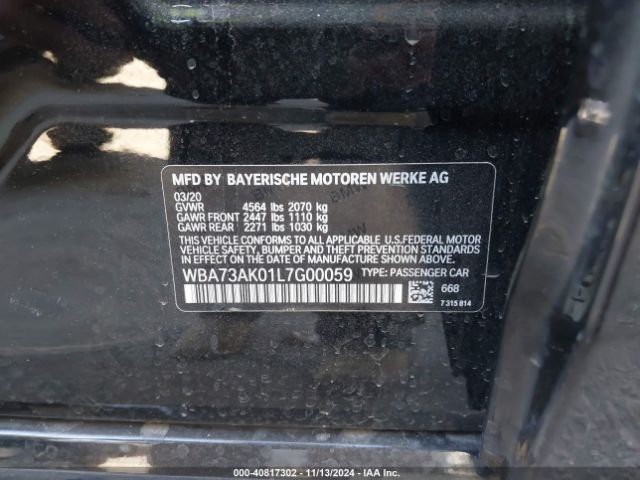 MFD BY BAYERISCHE MOTOREN WERKE AG
03/20
GVWR 4564 lbs 2070 kg
GAWR FRONT 2447 lbs 1110 kg
GAWR REAR 2271 lbs 1030 kg
THIS VEHICLE CONFORMS TO ALL APPLICABLE U.S.FEDERAL MOTOR
VEHICLE SAFETY, BUMPER AND THEFT PREVENTION STANDARDS
IN EFFECT ON THE DATE OF MANUFACTURE SHOWN ABOVE.
WBA73AK01L7G00059 TYPE: PASSENGER CAR
668
7 315 814
000-40817302 - 11/13/2024 - IAA Inc.